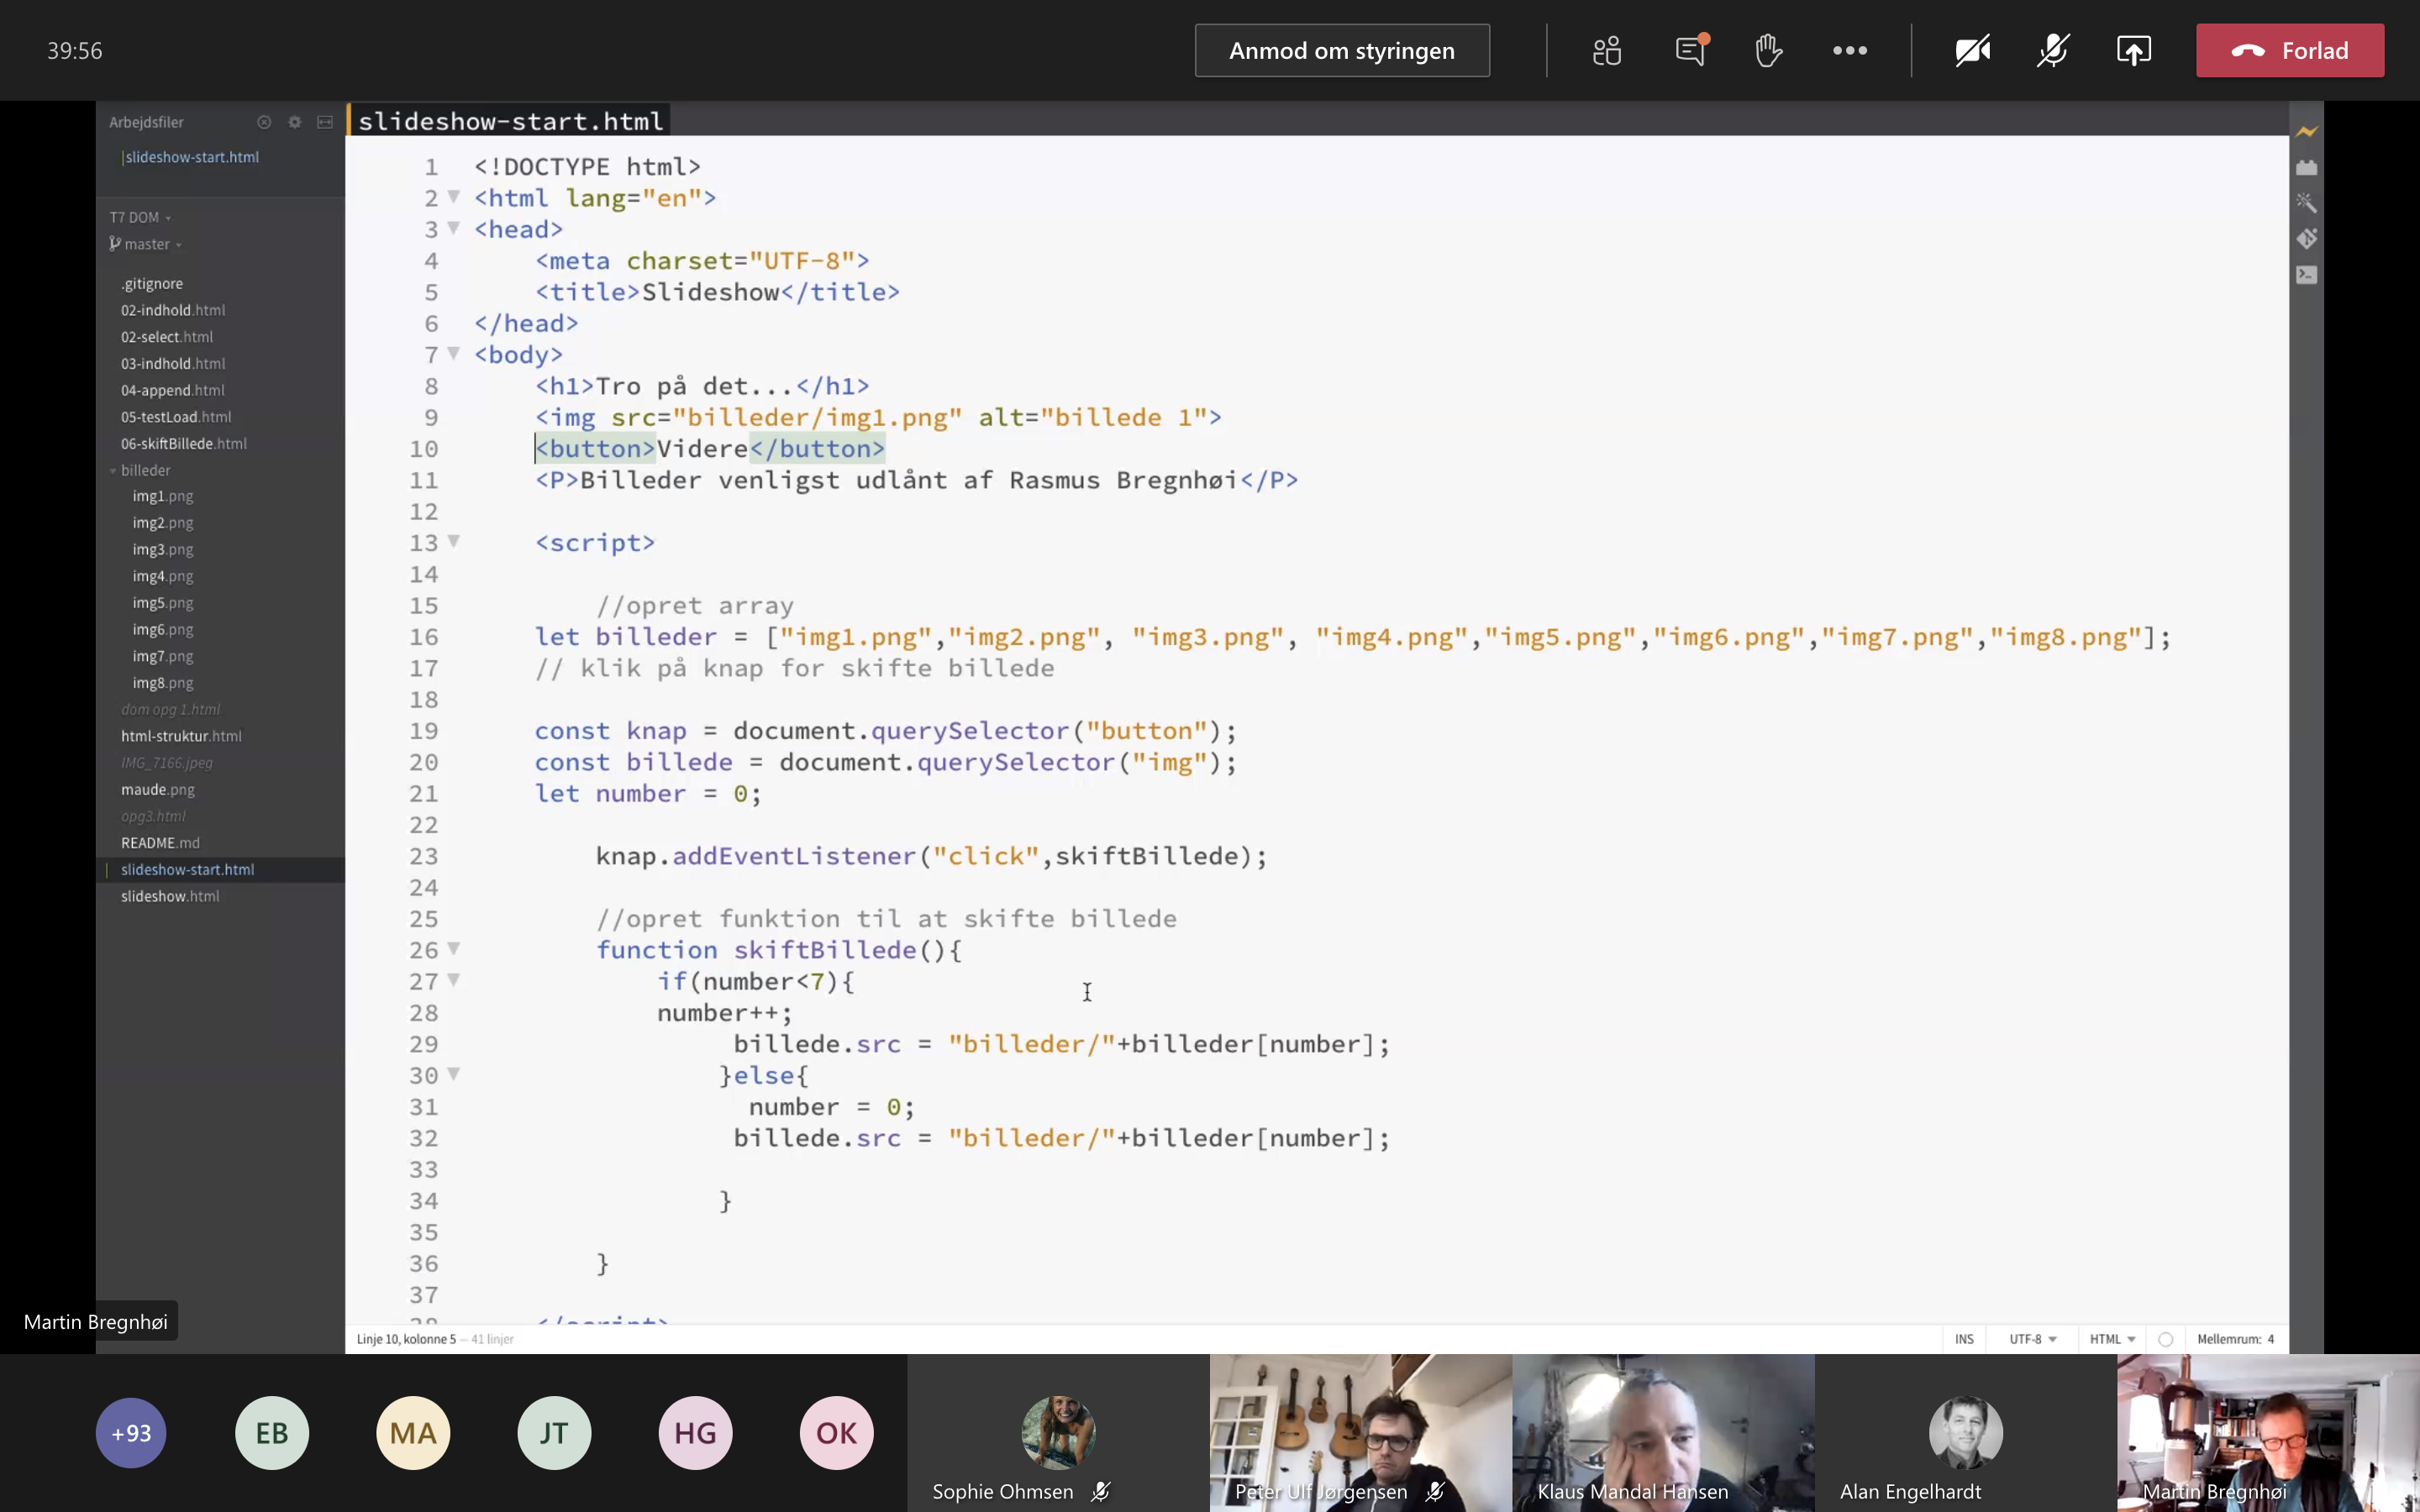 39:56
Anmod om styringen
Forlad
Arbejdsfiler
slideshow-start.html
T7 DOM
master
.gitignore
02-indhold.html
02-select.html
03-indhold.html
04-append.html
05-testLoad.html
06-skiftBillede.html
billeder
img1.png
img2.png
img3.png
img4.png
img5.png
img6.png
img7.png
img8.png
dom opg 1.html
html-struktur.html
IMG_7166.jpeg
maude.png
opg3.html
README.md
slideshow-start.html
slideshow.html
slideshow-start.html
1 <!DOCTYPE html>
2 <html lang="en">
3 <head>
4 <meta charset="UTF-8">
5 <title>Slideshow</title>
6 </head>
7 <body>
8 <h1>Tro på det...</h1>
9 <img src="billeder/img1.png" alt="billede 1">
10 <button>Videre</button>
11 <P>Billeder venligst udlånt af Rasmus Bregnhøi</P>
12
13 <script>
14
15 //opret array
16 let billeder = ["img1.png","img2.png", "img3.png", "img4.png","img5.png","img6.png","img7.png","img8.png"];
17 // klik på knap for skifte billede
18
19 const knap = document.querySelector("button");
20 const billede = document.querySelector("img");
21 let number = 0;
22
23 knap.addEventListener("click",skiftBillede);
24
25 //opret funktion til at skifte billede
26 function skiftBillede(){
27 if(number<7){
28 number++;
29 billede.src = "billeder/"+billeder[number];
30 }else{
31 number = 0;
32 billede.src = "billeder/"+billeder[number];
33
34 }
35
36 }
37
38 </script>
Linje 10, kolonne 5 – 41 linjer
INS
UTF-8
HTML
Mellemrum: 4
Martin Bregnhøi
+93
EB
MA
JT
HG
OK
Sophie Ohmsen
Peter Ulf Jørgensen
Klaus Mandal Hansen
Alan Engelhardt
Martin Bregnhøi